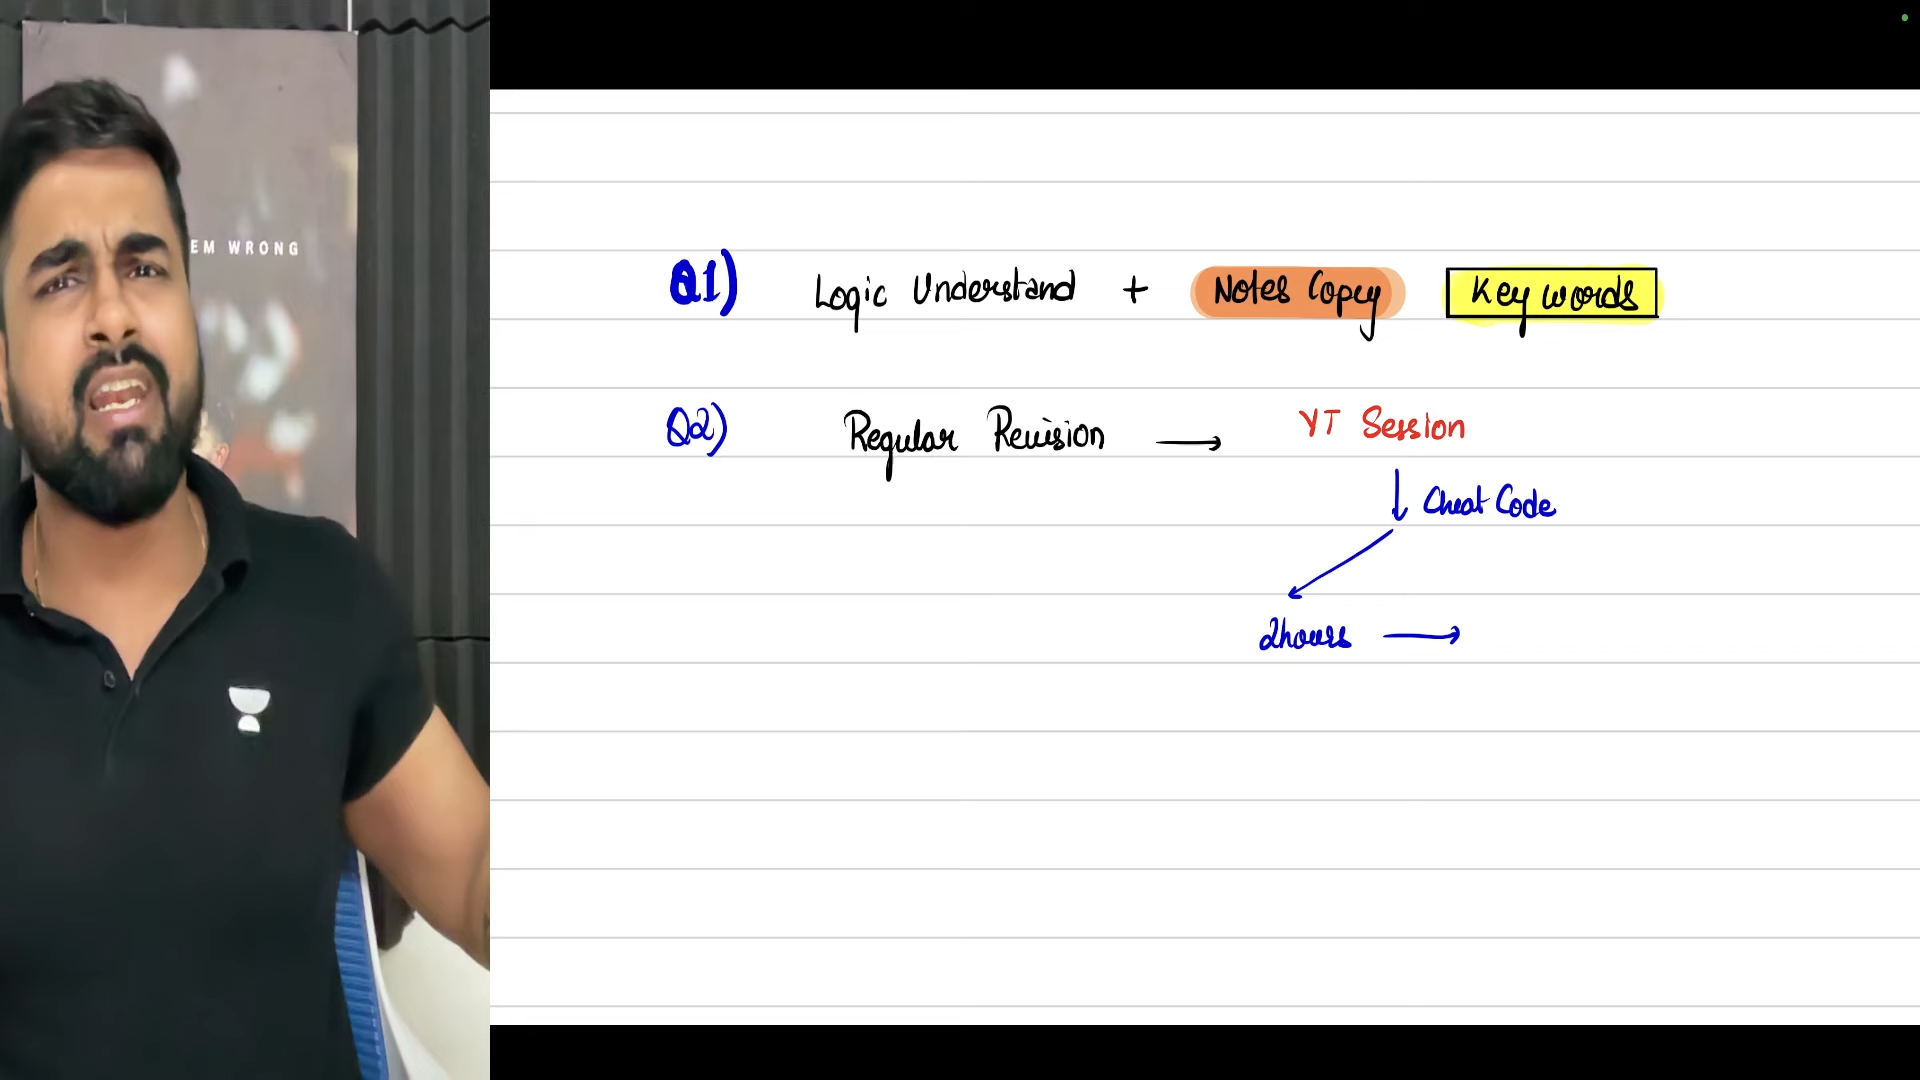 EM WRONG
Q1) Logic Understand + Notes Copy Key words
Q2) Regular Revision → YT Session
↓ Cheat Code
2hours →